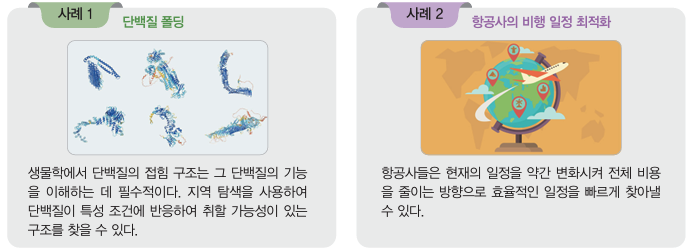 사례 1
단백질 폴딩
생물학에서 단백질의 접힘 구조는 그 단백질의 기능
을 이해하는 데 필수적이다. 지역 탐색을 사용하여
단백질이 특성 조건에 반응하여 취할 가능성이 있는
구조를 찾을 수 있다.
사례 2
항공사의 비행 일정 최적화
항공사들은 현재의 일정을 약간 변화시켜 전체 비용
을 줄이는 방향으로 효율적인 일정을 빠르게 찾아낼
수 있다.